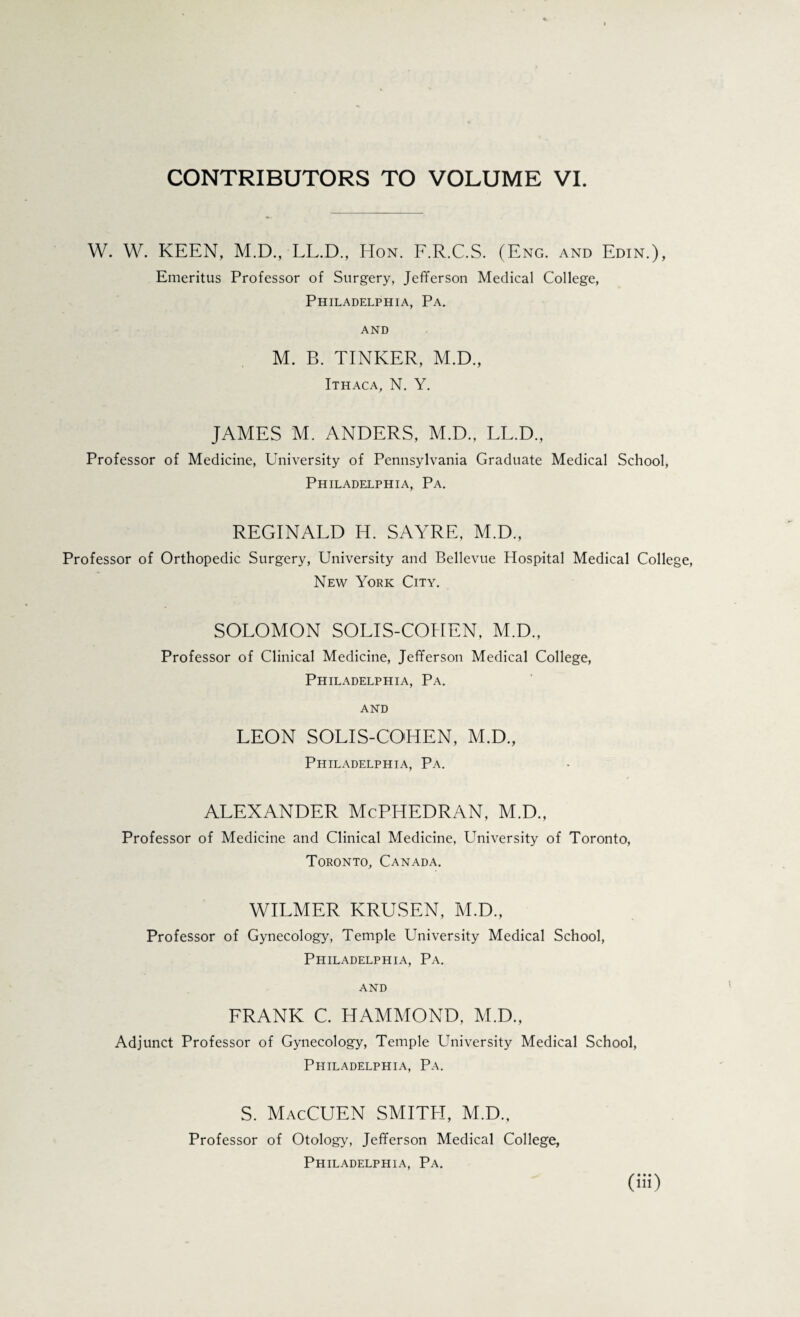 CONTRIBUTORS TO VOLUME VI.
W. W. KEEN, M.D., LL.D., Hon. F.R.C.S. (Eng. and Edin.),
Emeritus Professor of Surgery, Jefferson Medical College,
Philadelphia, Pa.
AND
M. B. TINKER, M.D.,
Ithaca, N. Y.
JAMES M. ANDERS, M.D., LL.D.,
Professor of Medicine, University of Pennsylvania Graduate Medical School,
Philadelphia, Pa.
REGINALD H. SAYRE, M.D.,
Professor of Orthopedic Surgery, University and Bellevue Hospital Medical College,
New York City.
SOLOMON SOLIS-COHEN, M.D.,
Professor of Clinical Medicine, Jefferson Medical College,
Philadelphia, Pa.
AND
LEON SOLIS-COHEN, M.D.,
Philadelphia, Pa.
ALEXANDER McPHEDRAN, M.D.,
Professor of Medicine and Clinical Medicine, University of Toronto,
Toronto, Canada.
WILMER KRUSEN, M.D.,
Professor of Gynecology, Temple University Medical School,
Philadelphia, Pa.
AND
FRANK C. HAMMOND, M.D.,
Adjunct Professor of Gynecology, Temple University Medical School,
Philadelphia, Pa.
S. MacCUEN SMITH, M.D.,
Professor of Otology, Jefferson Medical College,
Philadelphia, Pa.
(iii)